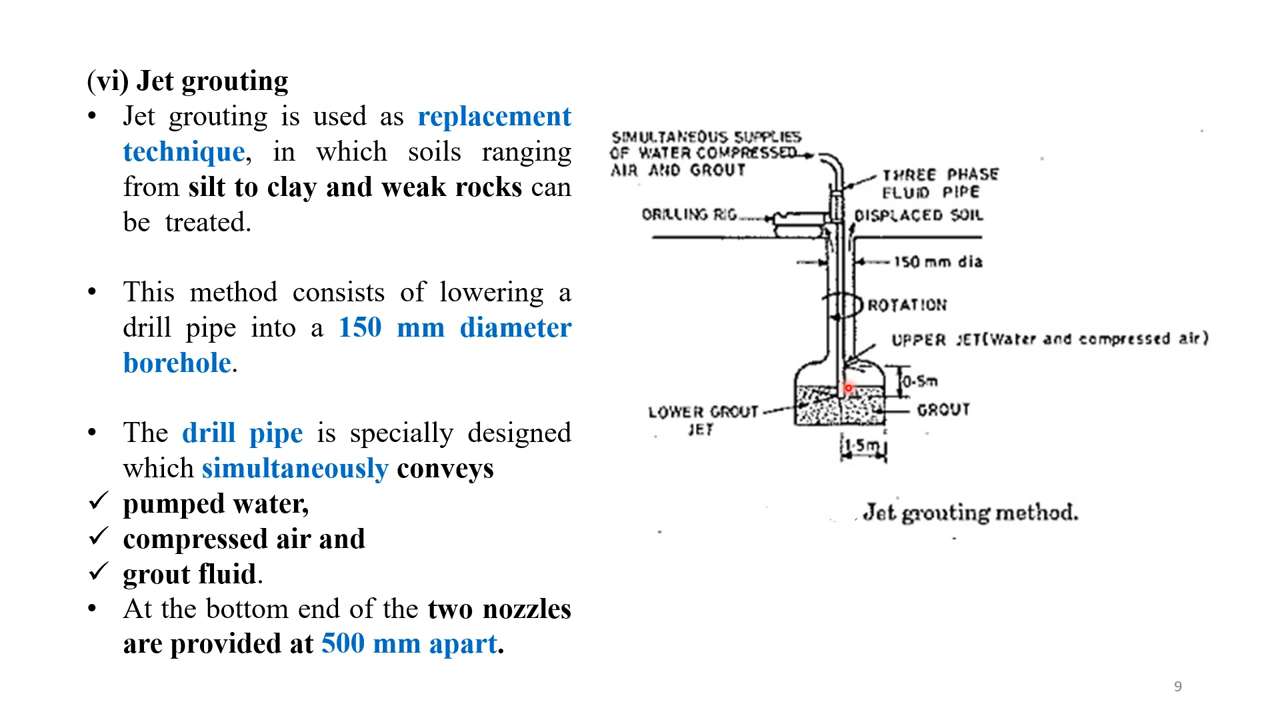 (vi) Jet grouting
• Jet grouting is used as replacement
technique, in which soils ranging
from silt to clay and weak rocks can
be treated.
• This method consists of lowering a
drill pipe into a 150 mm diameter
borehole.
• The drill pipe is specially designed
which simultaneously conveys
✓ pumped water,
✓ compressed air and
✓ grout fluid.
• At the bottom end of the two nozzles
are provided at 500 mm apart.
SIMULTANEOUS SUPPLIES
OF WATER COMPRESSED
AIR AND GROUT
THREE PHASE
FLUID PIPE
DRILLING RIG
DISPLACED SOIL
150 mm dia
ROTATION
UPPER JET(Water and compressed air)
0.5m
LOWER GROUT
JET
GROUT
1.5m
Jet grouting method.
9